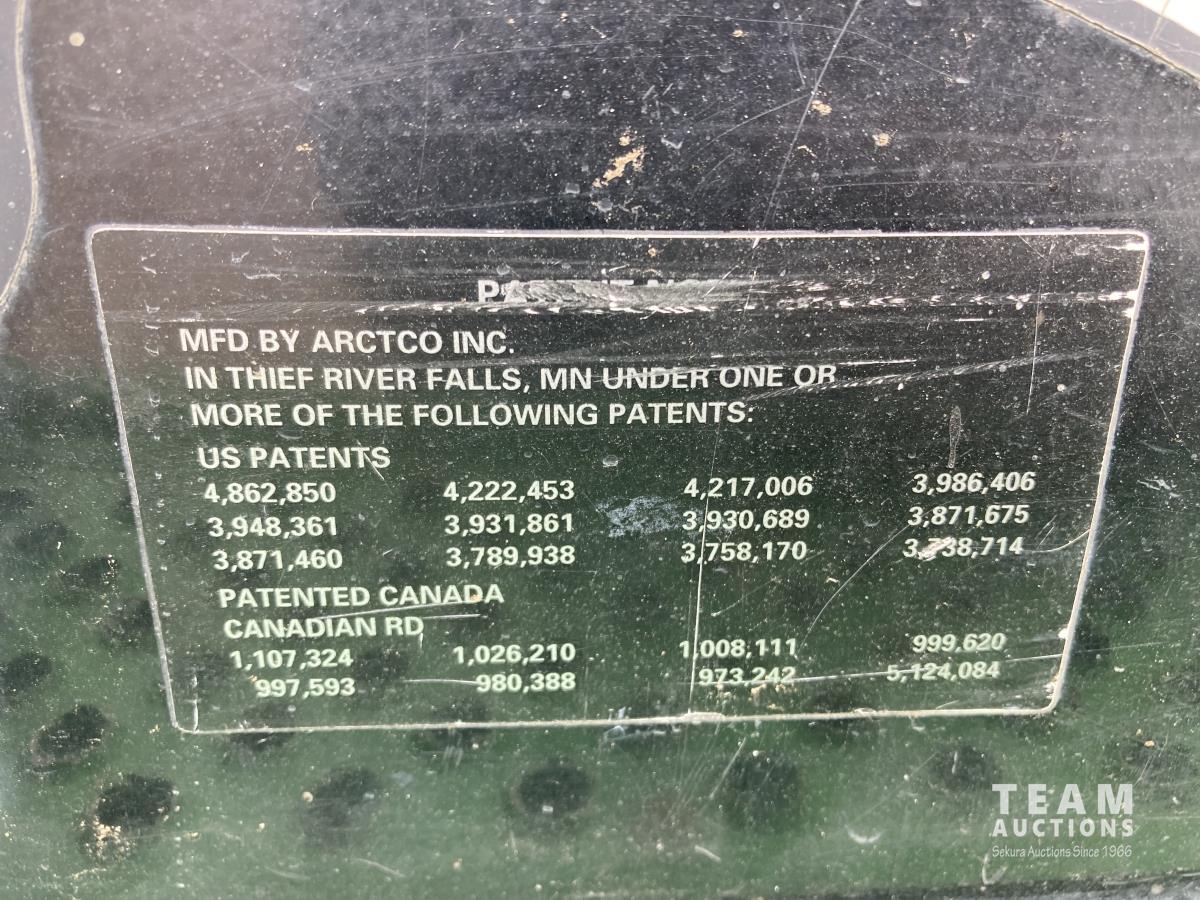 MFD BY ARCTCO INC.
IN THIEF RIVER FALLS, MN UNDER ONE OR
MORE OF THE FOLLOWING PATENTS:
US PATENTS
4,862,850 4,222,453 4,217,006 3,986,406
3,948,361 3,931,861 3,930,689 3,871,675
3,871,460 3,789,938 3,758,170 3,738,714
PATENTED CANADA
CANADIAN RD
1,107,324 1,026,210 1,008,111 999,620
997,593 980,388 973,242 5,124,084
TEAM
AUCTIONS
Sekura Auctions Since 1966